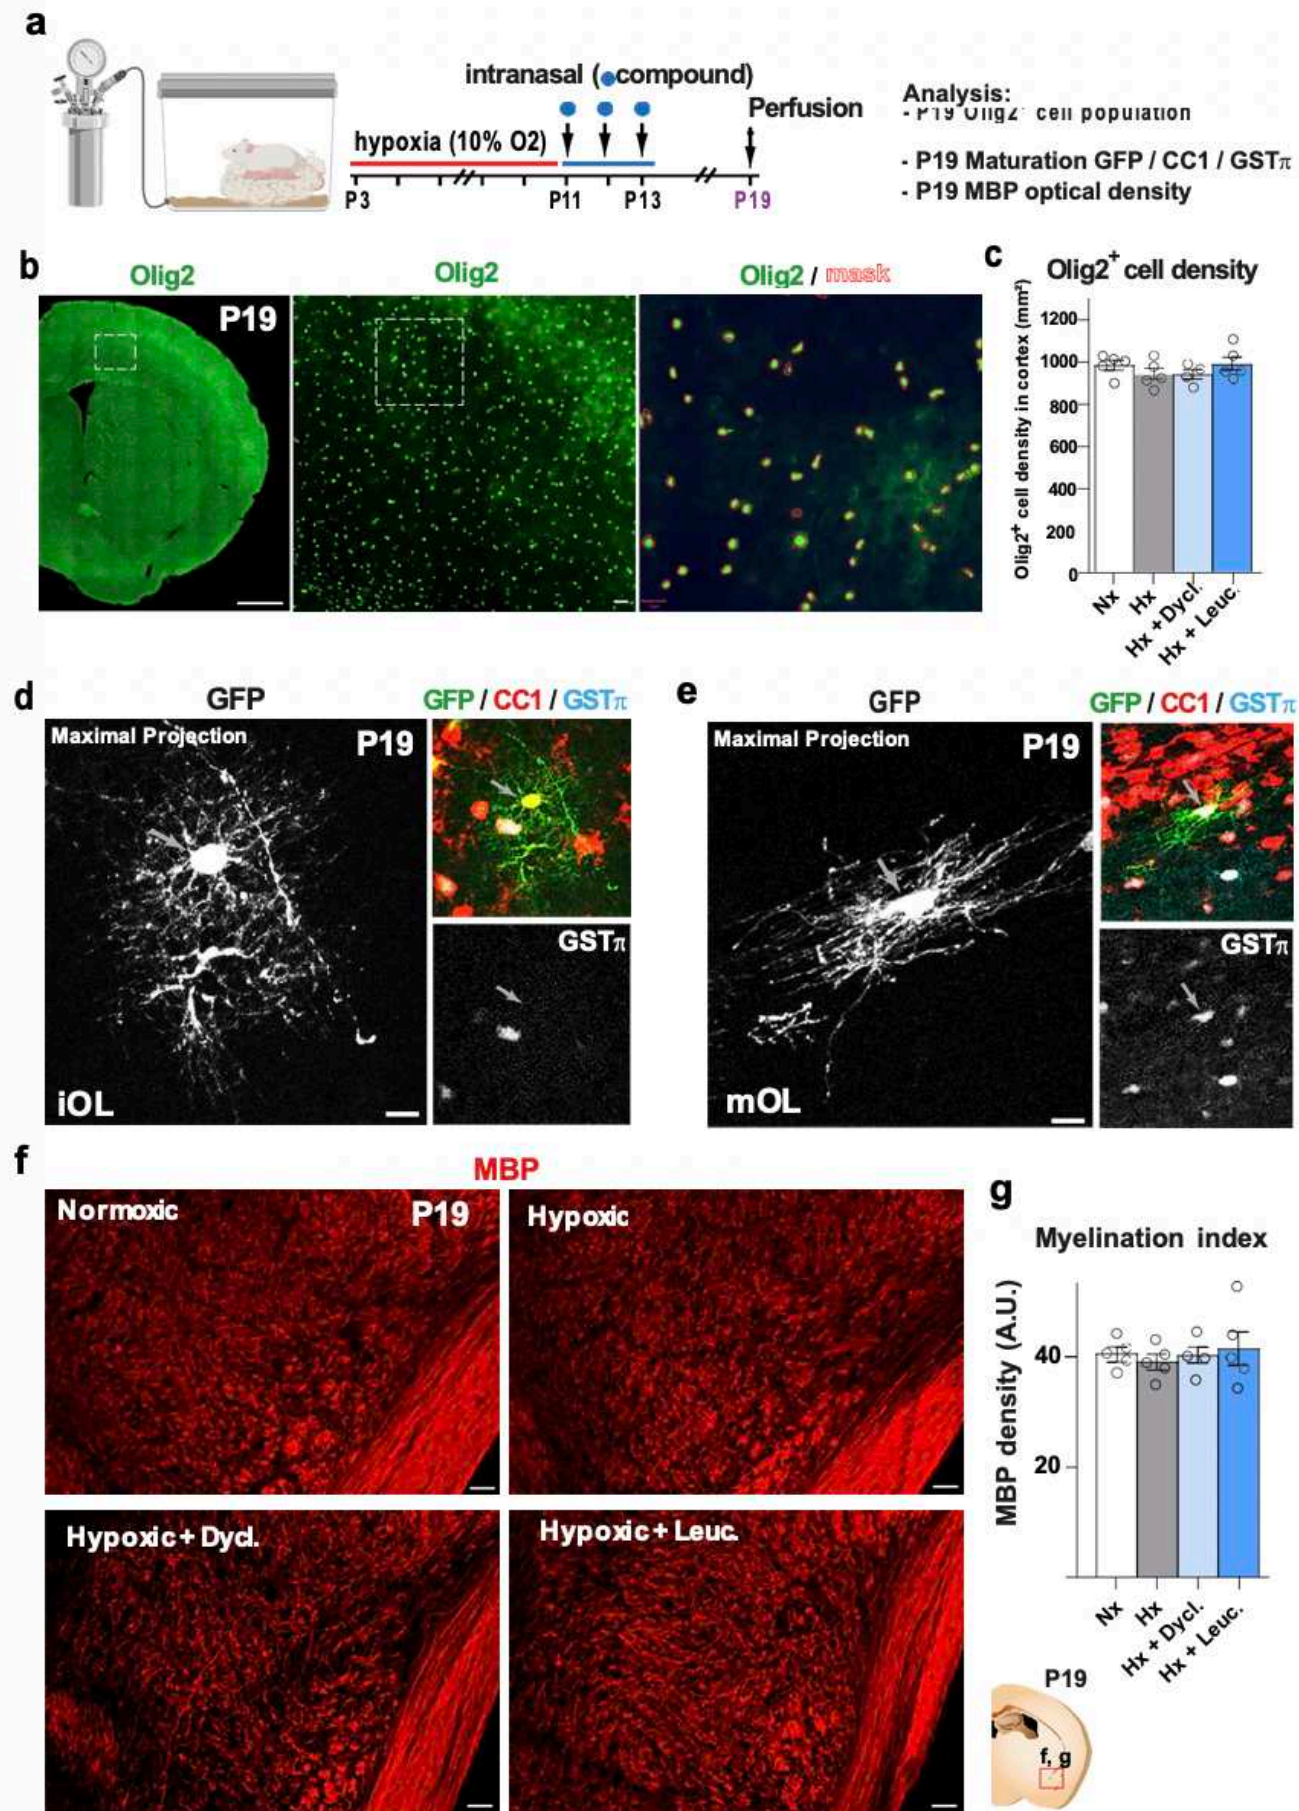 a
intranasal (●compound)
Perfusion
hypoxia (10% O2)
P3
P11
P13
P19
Analysis:
- P19 Olig2⁺ cell population
- P19 Maturation GFP / CC1 / GSTπ
- P19 MBP optical density
b
Olig2
P19
Olig2
Olig2 / mask
c
Olig2⁺ cell density
Olig2⁺ cell density in cortex (mm²)
1200
1000
800
600
400
200
0
Nx
Hx
Hx + Dycl.
Hx + Leuc.
d
GFP
Maximal Projection
P19
iOL
GFP / CC1 / GSTπ
GSTπ
e
GFP
Maximal Projection
P19
mOL
GFP / CC1 / GSTπ
GSTπ
f
MBP
Normoxic
P19
Hypoxic
Hypoxic + Dycl.
Hypoxic + Leuc.
g
Myelination index
MBP density (A.U.)
40
20
Nx
Hx
Hx + Dycl.
Hx + Leuc.
P19
f, g